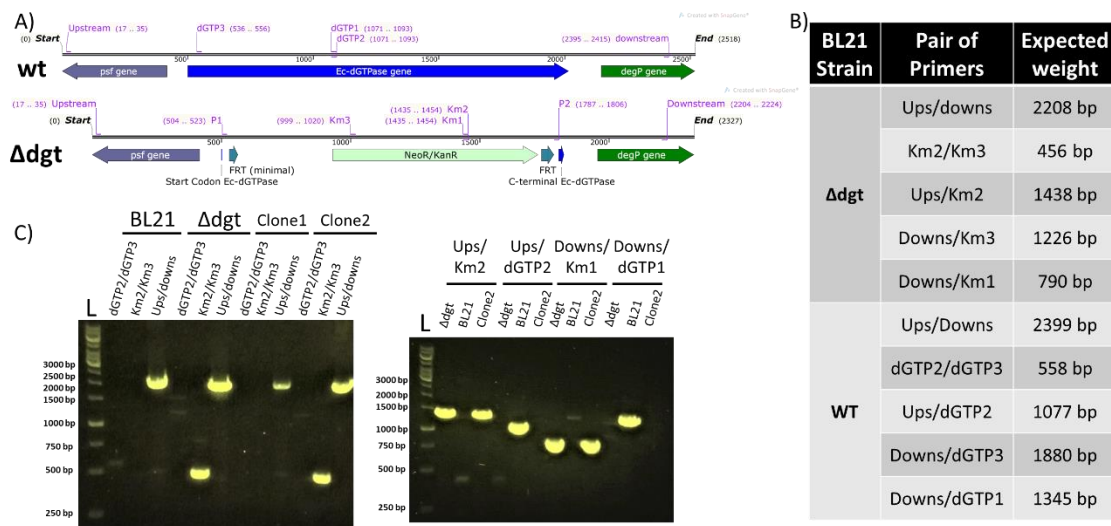 A)
Created with SnapGene®
Upstream (17 .. 35)
dGTP3 (536 .. 556)
dGTP1 (1071 .. 1093)
dGTP2 (1071 .. 1093)
(2395 .. 2415) downstream
(0) Start
End (2518)
500 1000 1500 2000 2500
wt
psf gene
Ec-dGTPase gene
degP gene
Created with SnapGene®
(17 .. 35) Upstream
(504 .. 523) P1
(999 .. 1020) Km3
(1435 .. 1454) Km2
(1435 .. 1454) Km1
P2 (1787 .. 1806)
Downstream (2204 .. 2224)
(0) Start
End (2327)
500 1000 1500 2000
Δdgt
psf gene
NeoR/KanR
degP gene
FRT (minimal)
FRT
Start Codon Ec-dGTPase
C-terminal Ec-dGTPase
B)
BL21 Strain Pair of Primers Expected weight
Δdgt
Ups/downs 2208 bp
Km2/Km3 456 bp
Ups/Km2 1438 bp
Downs/Km3 1226 bp
Downs/Km1 790 bp
WT
Ups/Downs 2399 bp
dGTP2/dGTP3 558 bp
Ups/dGTP2 1077 bp
Downs/dGTP3 1880 bp
Downs/dGTP1 1345 bp
C)
BL21 Δdgt Clone1 Clone2
L
dGTP2/dGTP3
Km2/Km3
Ups/downs
dGTP2/dGTP3
Km2/Km3
Ups/downs
dGTP2/dGTP3
Km2/Km3
Ups/downs
dGTP2/dGTP3
Km2/Km3
Ups/downs
3000 bp
2500 bp
2000 bp
1500 bp
1000 bp
750 bp
500 bp
250 bp
Ups/Km2
Ups/dGTP2
Downs/Km1
Downs/dGTP1
L
Δdgt
BL21
Clone2
Δdgt
BL21
Clone2
Δdgt
BL21
Clone2
Δdgt
BL21
Clone2
3000 bp
2500 bp
2000 bp
1500 bp
1000 bp
750 bp
500 bp
250 bp